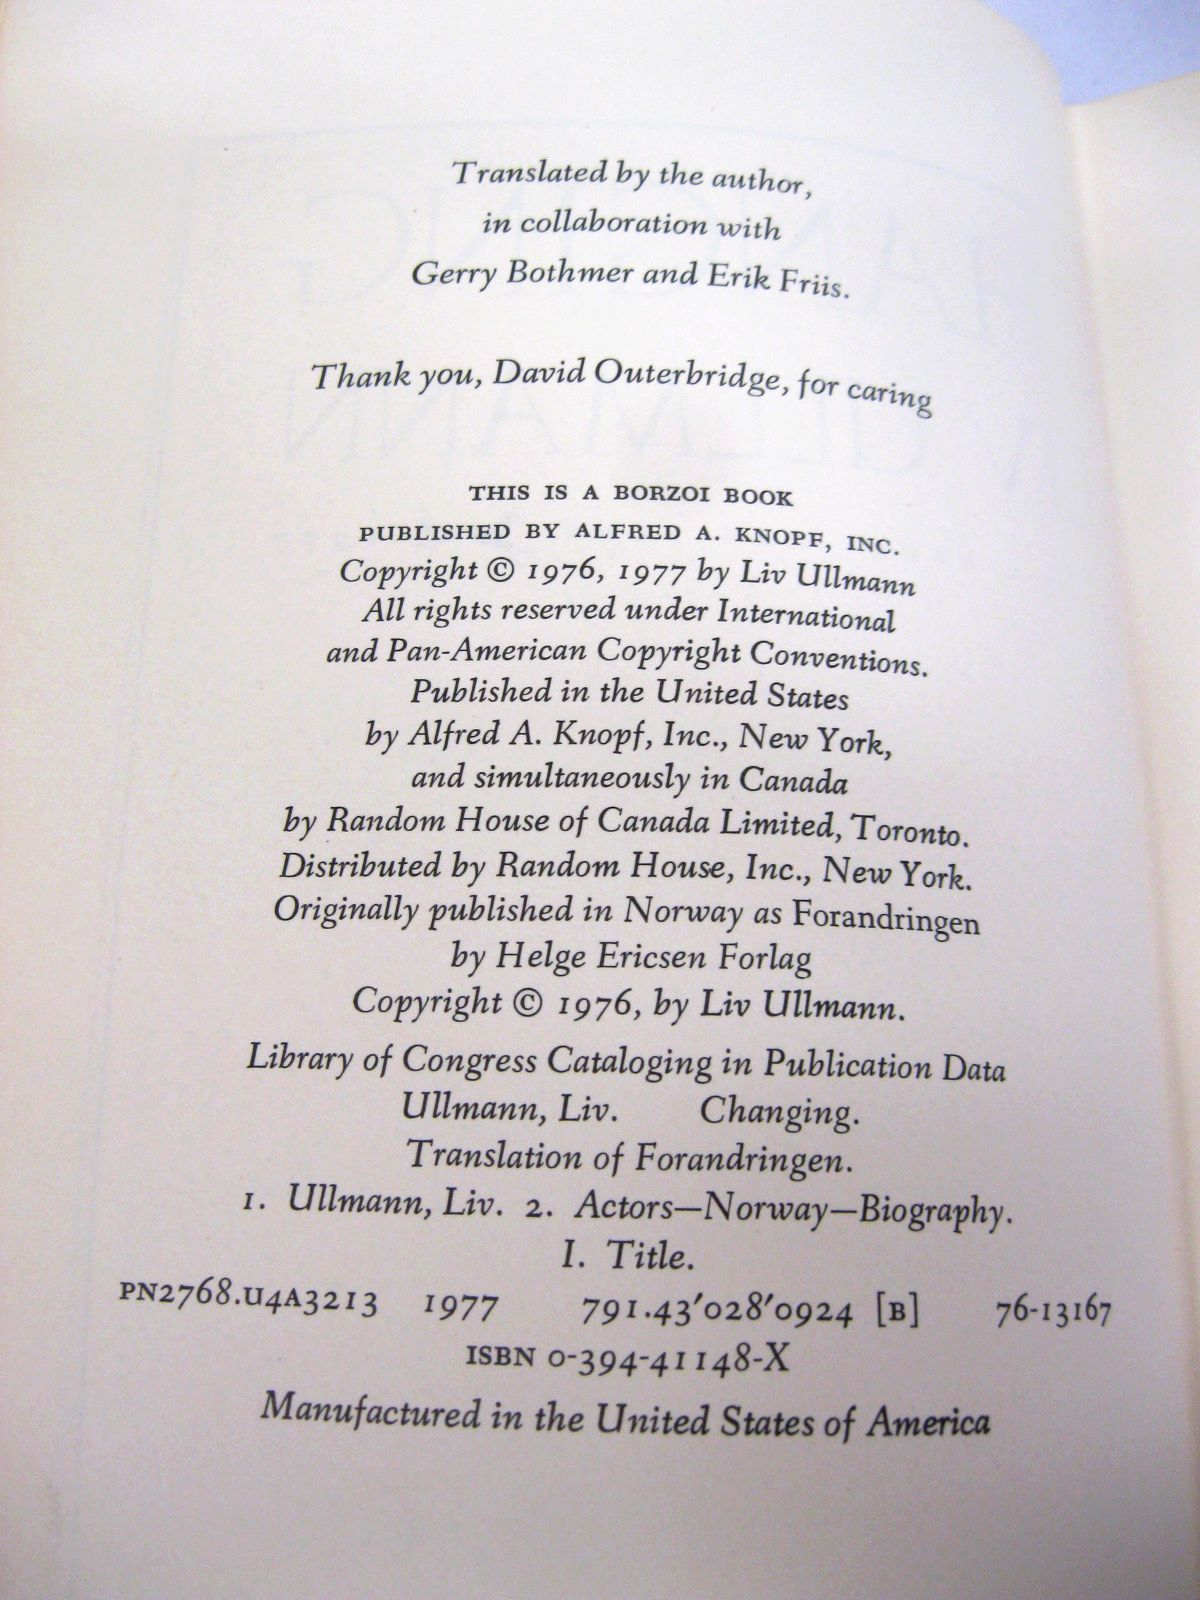 Translated by the author,
in collaboration with
Gerry Bothmer and Erik Friis.
Thank you, David Outerbridge, for caring
THIS IS A BORZOI BOOK
PUBLISHED BY ALFRED A. KNOPF, INC.
Copyright © 1976, 1977 by Liv Ullmann
All rights reserved under International
and Pan-American Copyright Conventions.
Published in the United States
by Alfred A. Knopf, Inc., New York,
and simultaneously in Canada
by Random House of Canada Limited, Toronto.
Distributed by Random House, Inc., New York.
Originally published in Norway as Forandringen
by Helge Ericsen Forlag
Copyright © 1976, by Liv Ullmann.
Library of Congress Cataloging in Publication Data
Ullmann, Liv. Changing.
Translation of Forandringen.
1. Ullmann, Liv. 2. Actors—Norway—Biography.
I. Title.
PN2768.U4A3213 1977 791.43′028′0924 [B] 76-13167
ISBN 0-394-41148-X
Manufactured in the United States of America